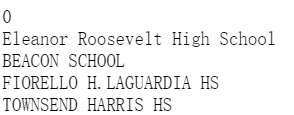 0
Eleanor Roosevelt High School
BEACON SCHOOL
FIORELLO H.LAGUARDIA HS
TOWNSEND HARRIS HS